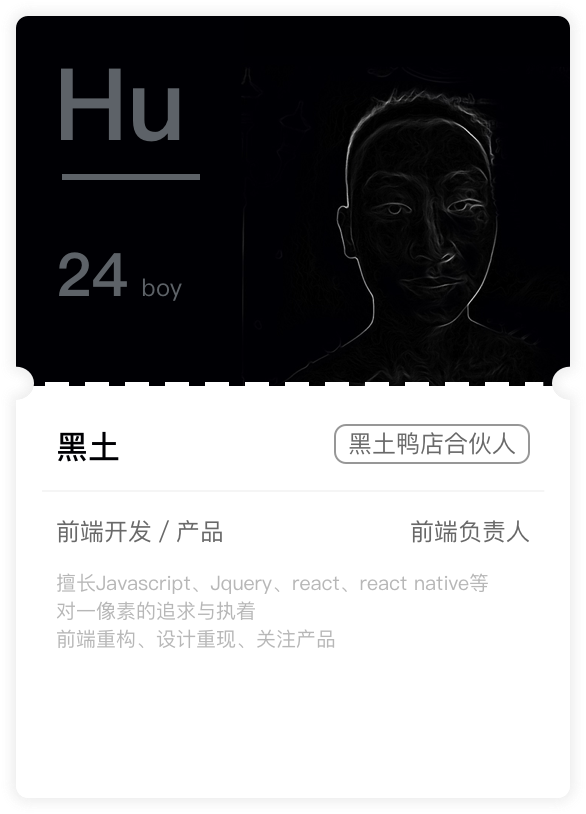 Hu
24 boy
黑土
黑土鸭店合伙人
前端开发 / 产品
前端负责人
擅长Javascript、Jquery、react、react native等
对一像素的追求与执着
前端重构、设计重现、关注产品